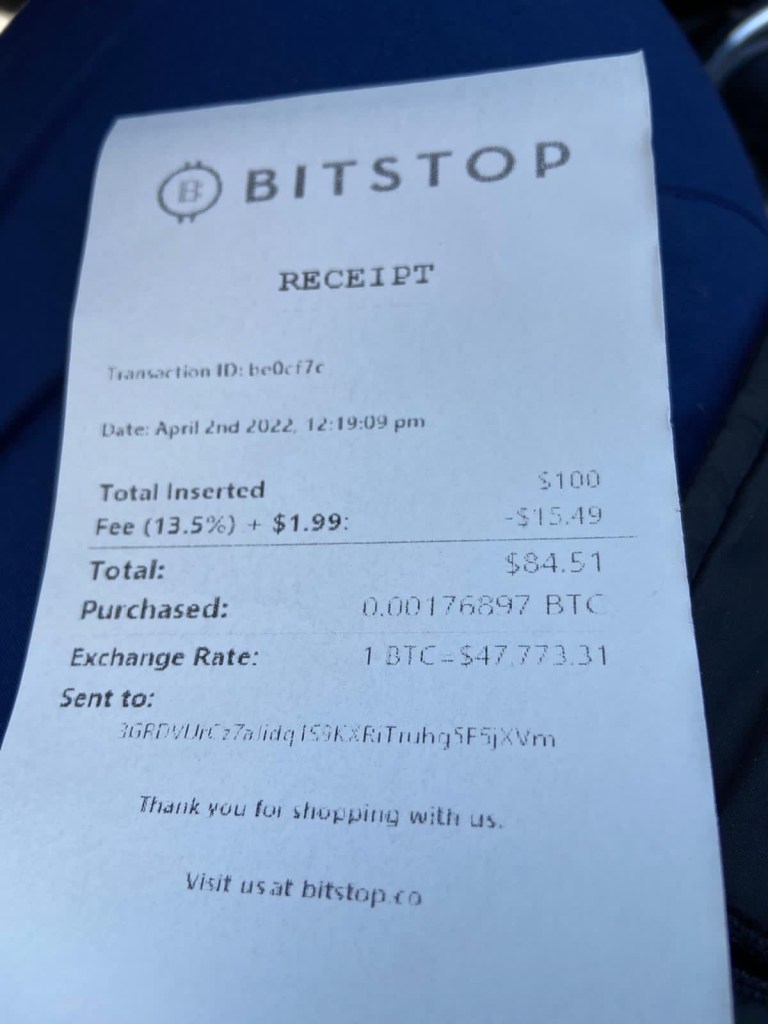 BITSTOP
RECEIPT
Transaction ID: be0cf7c
Date: April 2nd 2022, 12:19:09 pm
Total Inserted $100
Fee (13.5%) + $1.99: -$15.49
Total: $84.51
Purchased: 0.00176897 BTC
Exchange Rate: 1 BTC=$47,773.31
Sent to:
Thank you for shopping with us.
Visit us at bitstop.co